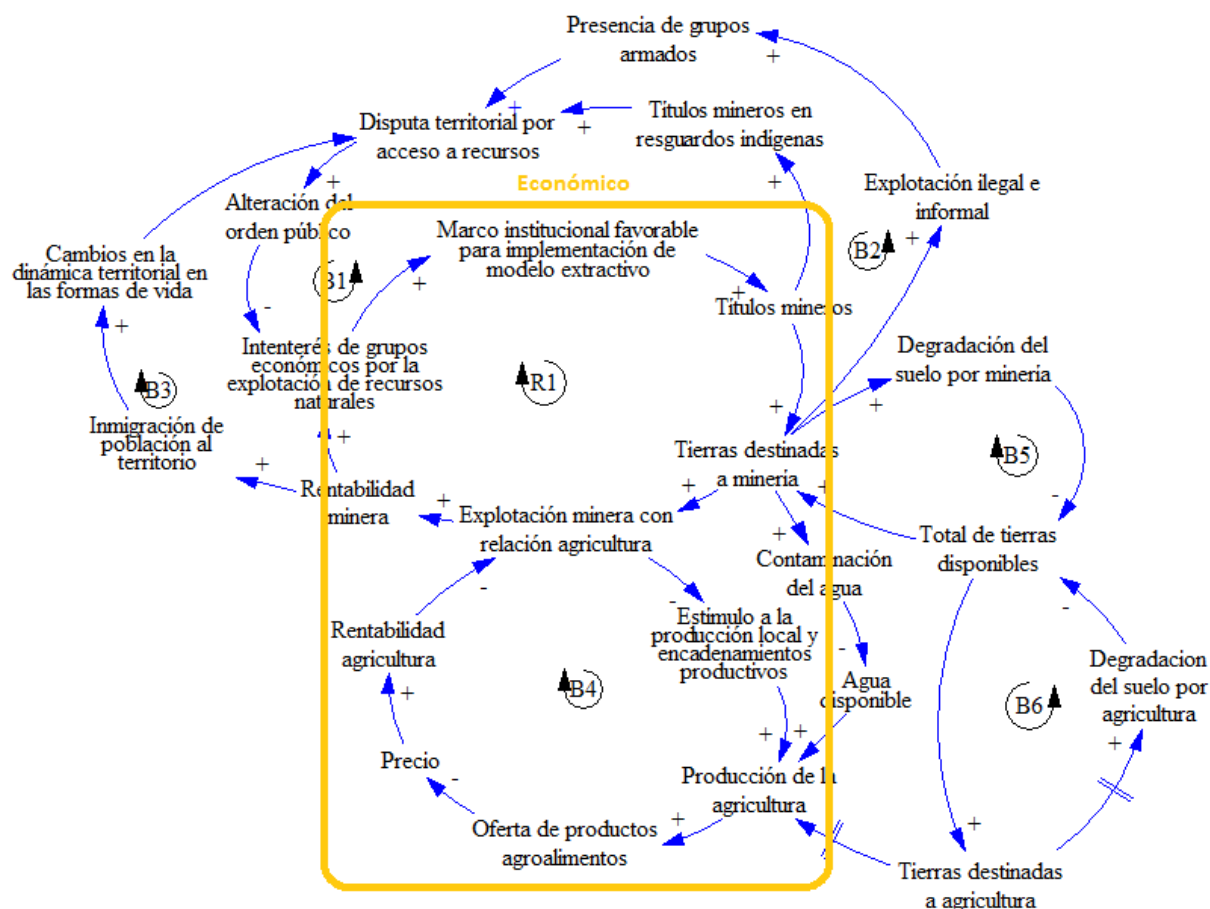 Presencia de grupos
armados
+
Disputa territorial por
acceso a recursos
+
+
Títulos mineros en
resguardos indígenas
Económico
+
+
Explotación ilegal e
informal
+
Alteración del
orden público
Marco institucional favorable
para implementación de
modelo extractivo
B2
Cambios en la
dinámica territorial en
las formas de vida
B1
+
-
+
Títulos mineros
Intenterés de grupos
económicos por la
explotación de recursos
naturales
Degradación del
suelo por minería
+
B3
R1
+
+
Inmigración de
población al
territorio
+
Tierras destinadas
a minería
B5
+
Rentabilidad
minera
+
+
+
-
Explotación minera con
relación agricultura
+
Contaminación
del agua
Total de tierras
disponibles
-
-
-
Rentabilidad
agricultura
Estimulo a la
producción local y
encadenamientos
productivos
-
Agua
disponible
Degradacion
del suelo por
agricultura
+
B4
B6
Precio
+
+
+
-
Producción de la
agricultura
+
Oferta de productos
agroalimentos
+
Tierras destinadas
a agricultura